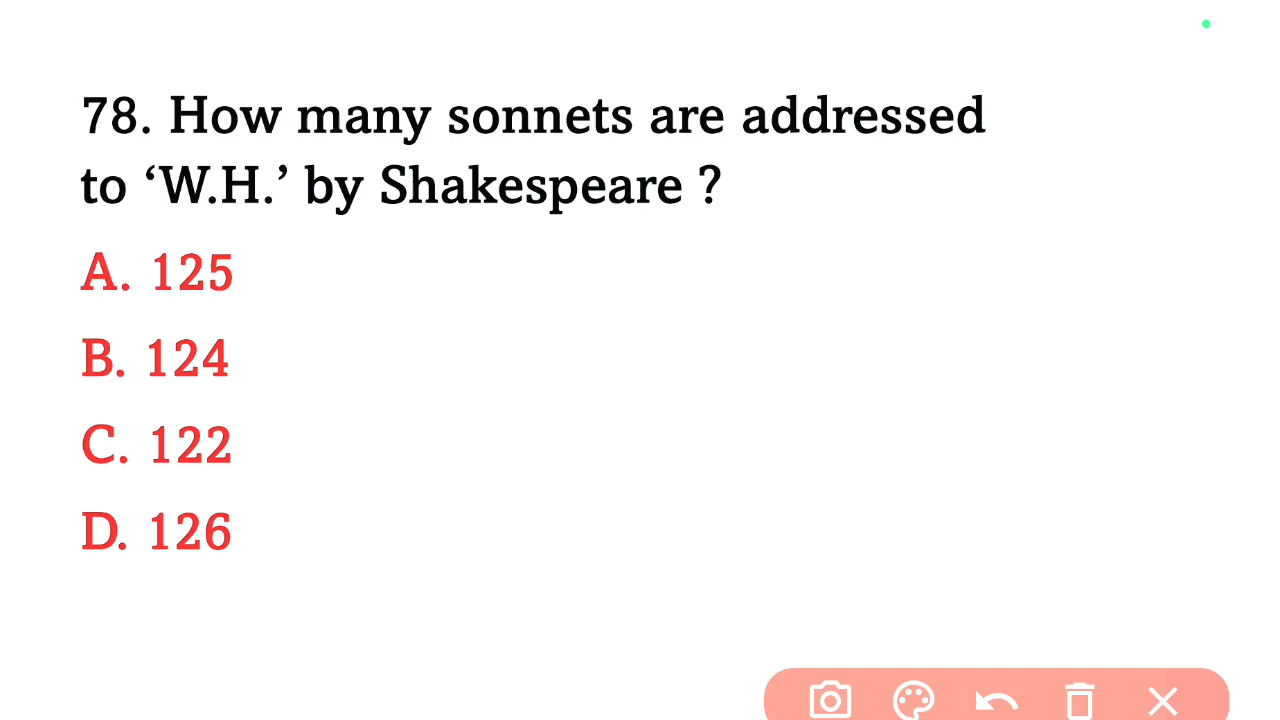 78. How many sonnets are addressed
to ‘W.H.’ by Shakespeare ?
A. 125
B. 124
C. 122
D. 126